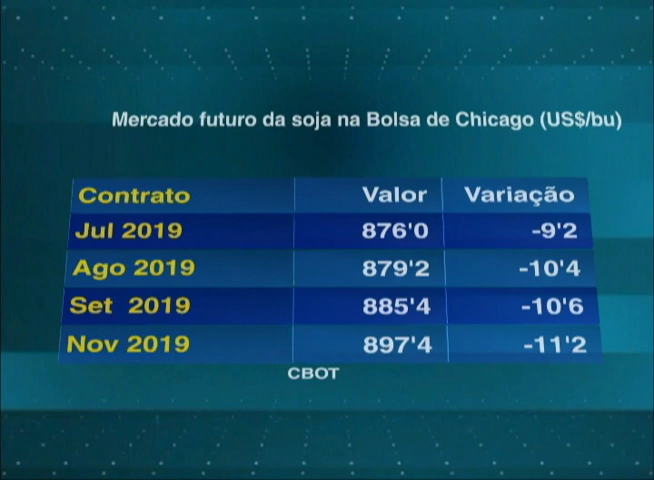 Mercado futuro da soja na Bolsa de Chicago (US$/bu)
Contrato Valor Variação
Jul 2019 876'0 -9'2
Ago 2019 879'2 -10'4
Set 2019 885'4 -10'6
Nov 2019 897'4 -11'2
CBOT